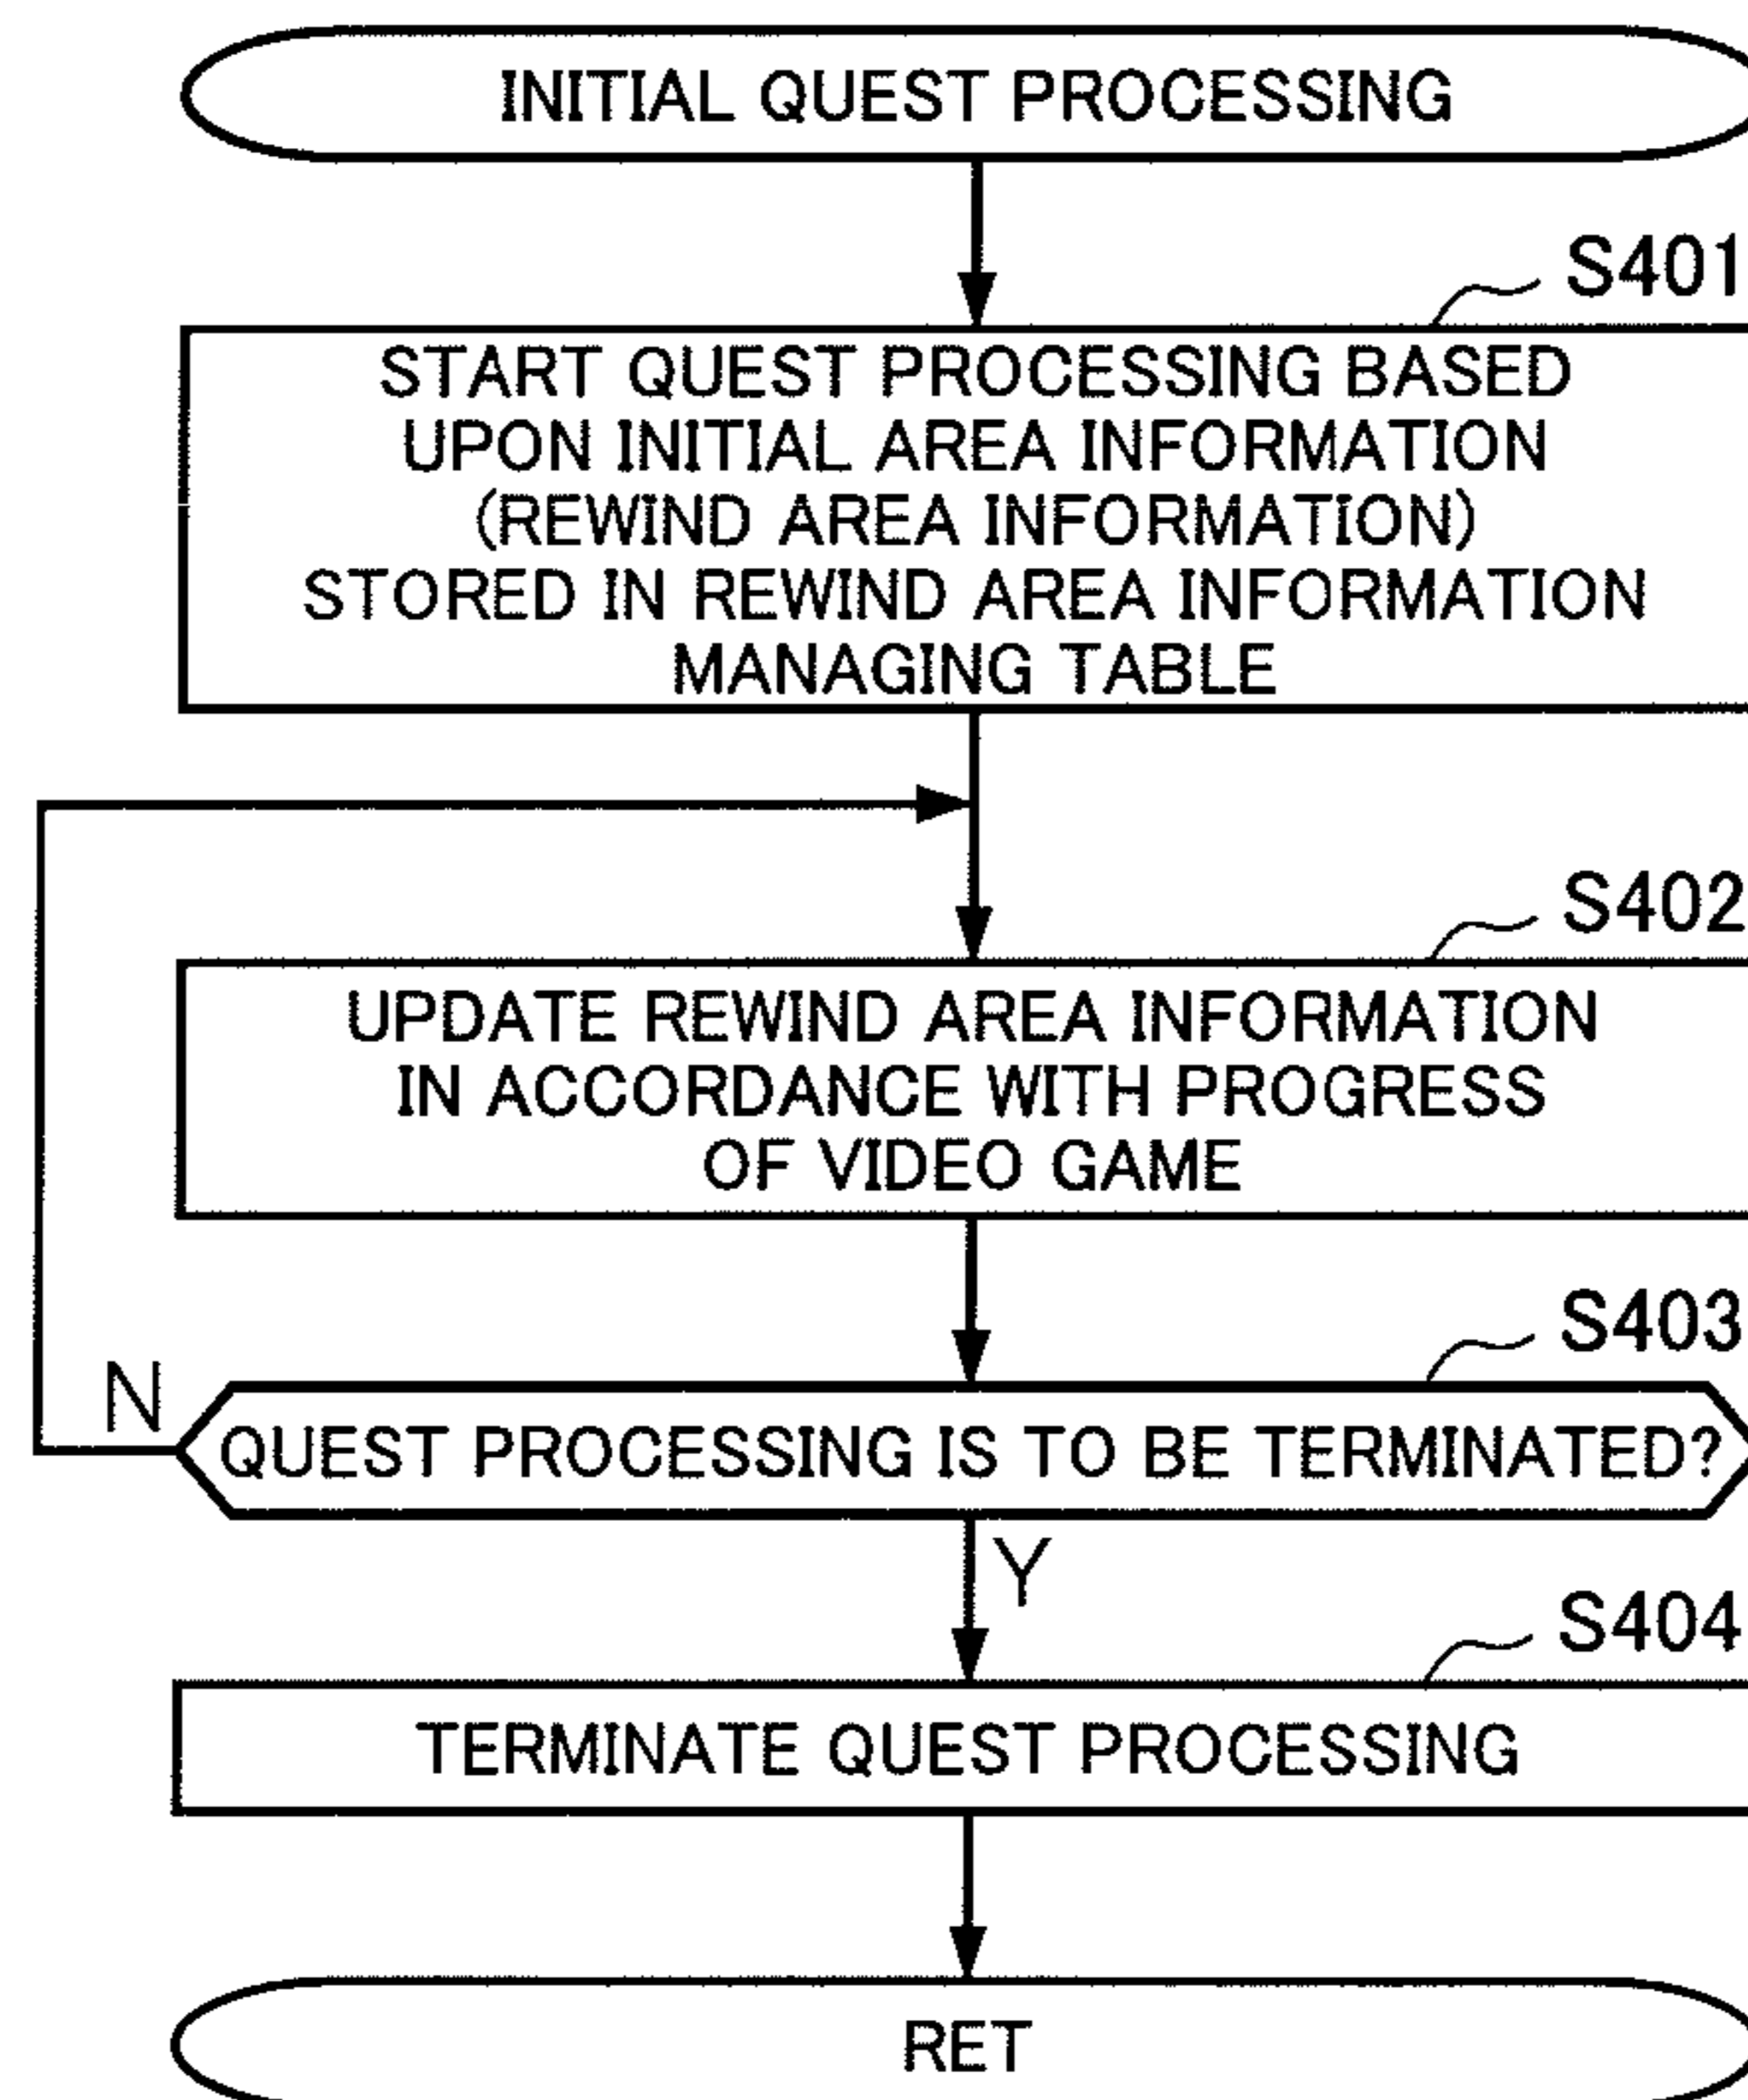 INITIAL QUEST PROCESSING
S401
START QUEST PROCESSING BASED
UPON INITIAL AREA INFORMATION
(REWIND AREA INFORMATION)
STORED IN REWIND AREA INFORMATION
MANAGING TABLE
S402
UPDATE REWIND AREA INFORMATION
IN ACCORDANCE WITH PROGRESS
OF VIDEO GAME
S403
N
QUEST PROCESSING IS TO BE TERMINATED?
Y
S404
TERMINATE QUEST PROCESSING
RET